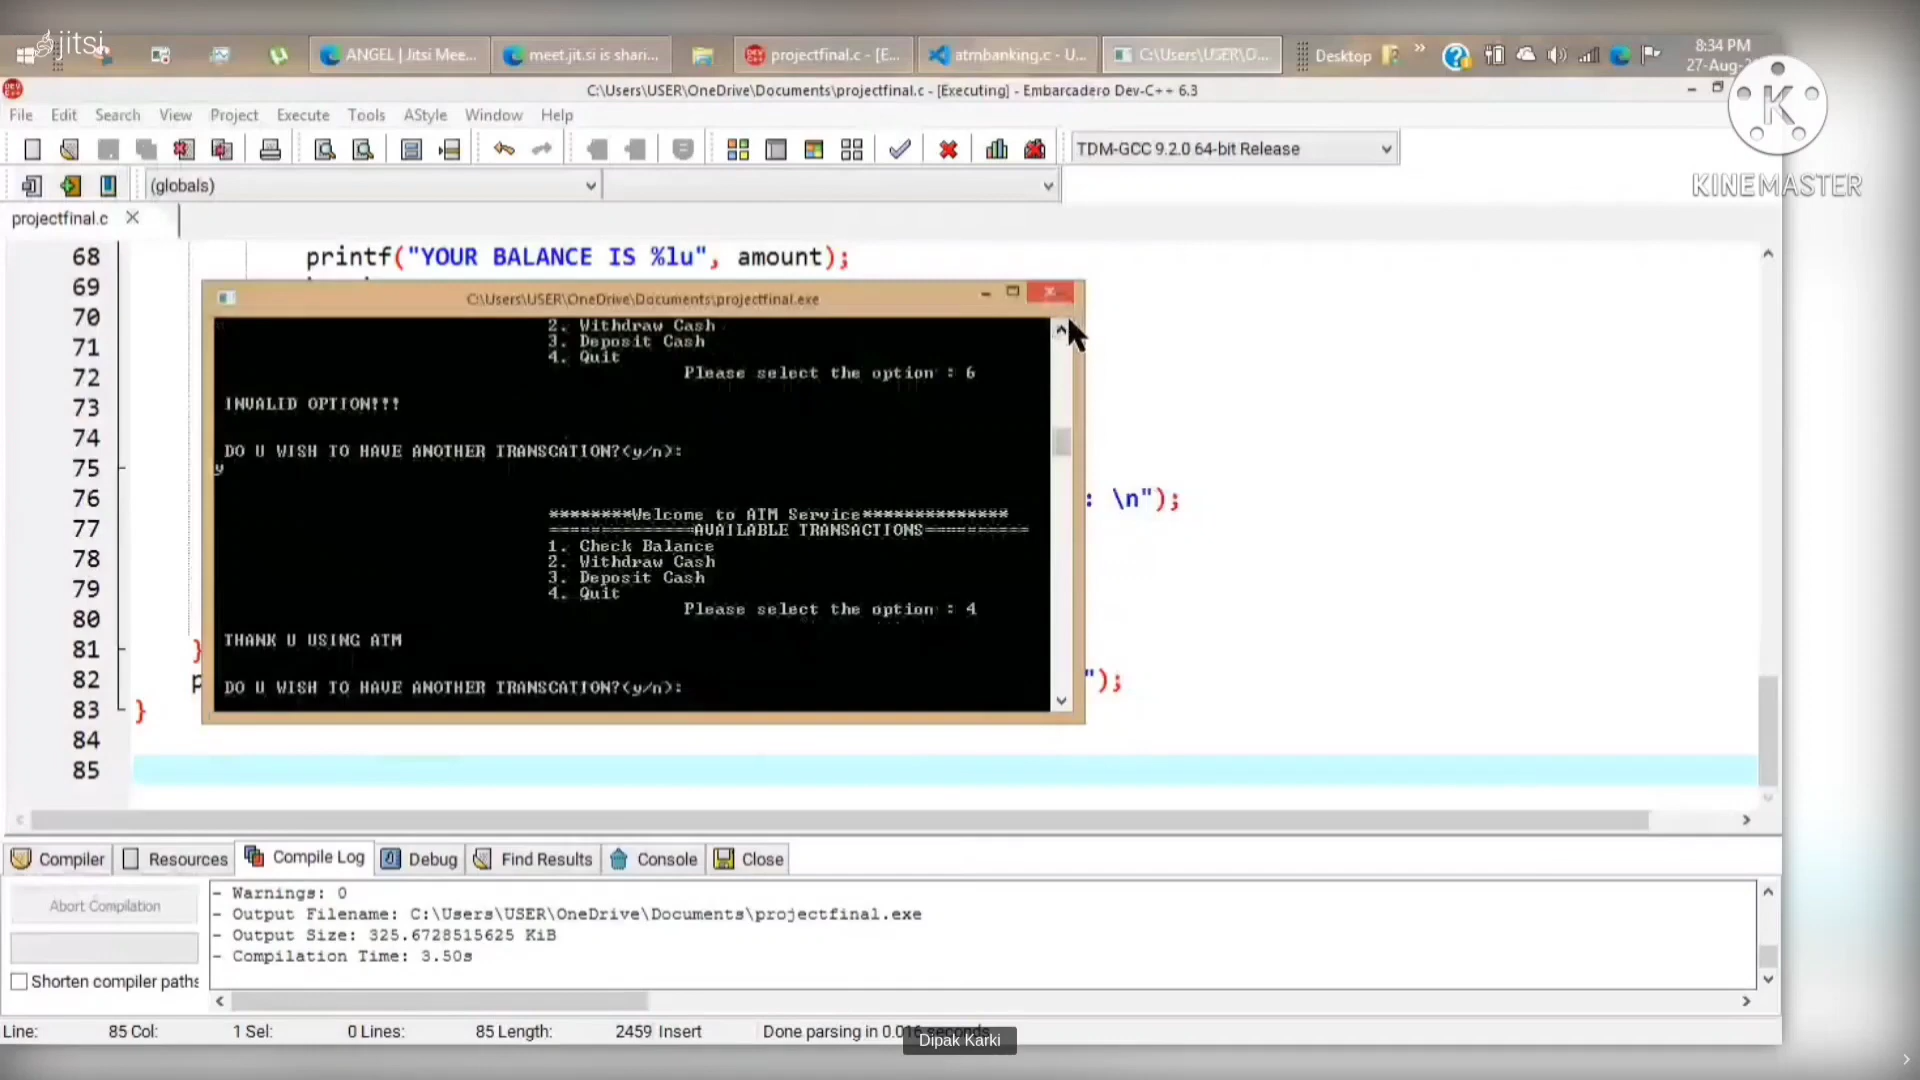 jitsi
ANGEL | Jitsi Mee...
meet.jit.si is shari...
projectfinal.c - [E...
atmbanking.c - U...
C:\Users\USER\O...
Desktop
»
8:34 PM
27-Aug-
C:\Users\USER\OneDrive\Documents\projectfinal.c - [Executing] - Embarcadero Dev-C++ 6.3
File Edit Search View Project Execute Tools AStyle Window Help
TDM-GCC 9.2.0 64-bit Release
K
KINEMASTER
(globals)
projectfinal.c
68 printf("YOUR BALANCE IS %lu", amount);
69
C:\Users\USER\OneDrive\Documents\projectfinal.exe
70
71
72
73
74
75
76 : \n");
77
78
79
80
81 }
82 p ");
83 }
84
85
2. Withdraw Cash
3. Deposit Cash
4. Quit
Please select the option : 6
INVALID OPTION!!!
DO U WISH TO HAVE ANOTHER TRANSCATION?(y/n):
y
********Welcome to ATM Service**************
==============AVAILABLE TRANSACTIONS==========
1. Check Balance
2. Withdraw Cash
3. Deposit Cash
4. Quit
Please select the option : 4
THANK U USING ATM
DO U WISH TO HAVE ANOTHER TRANSCATION?(y/n):
Compiler Resources Compile Log Debug Find Results Console Close
Abort Compilation
Shorten compiler paths
- Warnings: 0
- Output Filename: C:\Users\USER\OneDrive\Documents\projectfinal.exe
- Output Size: 325.6728515625 KiB
- Compilation Time: 3.50s
Line: 85 Col: 1 Sel: 0 Lines: 85 Length: 2459 Insert Done parsing in 0.016 seconds
Dipak Karki